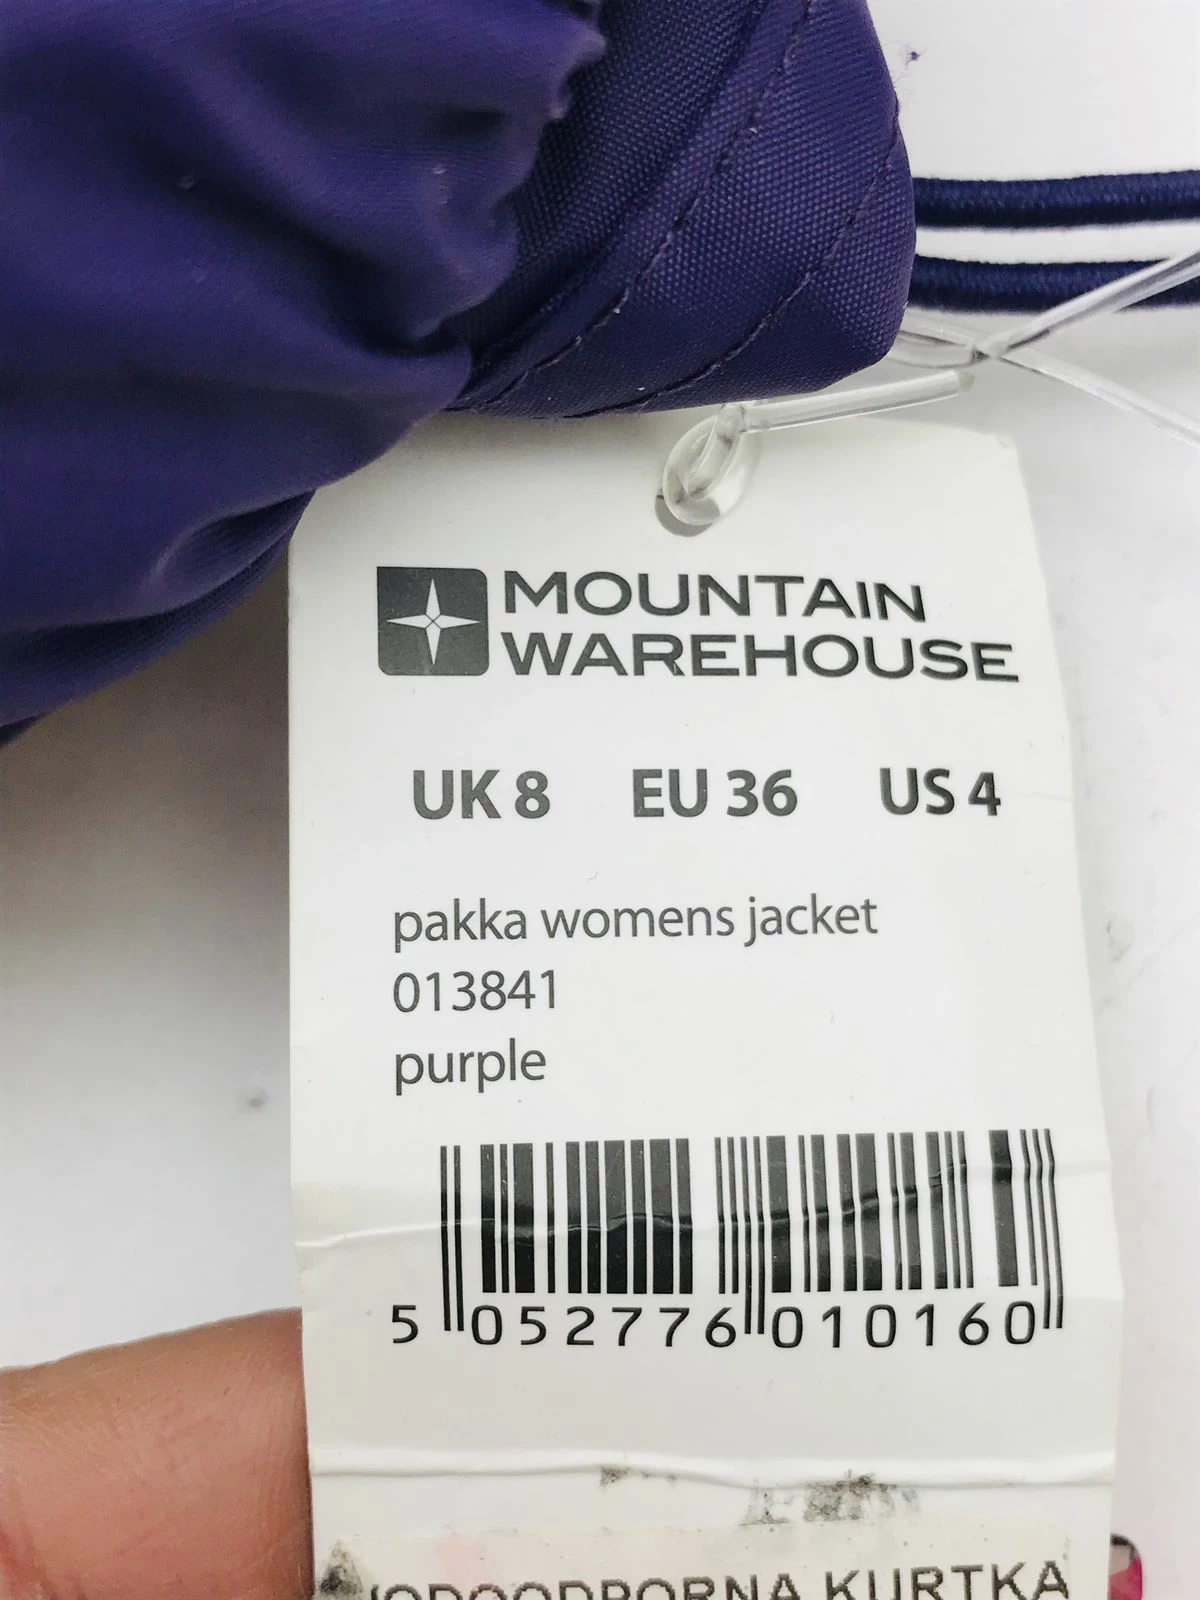 MOUNTAIN
WAREHOUSE
UK 8 EU 36 US 4
pakka womens jacket
013841
purple
5 052776 010160
KURTKA